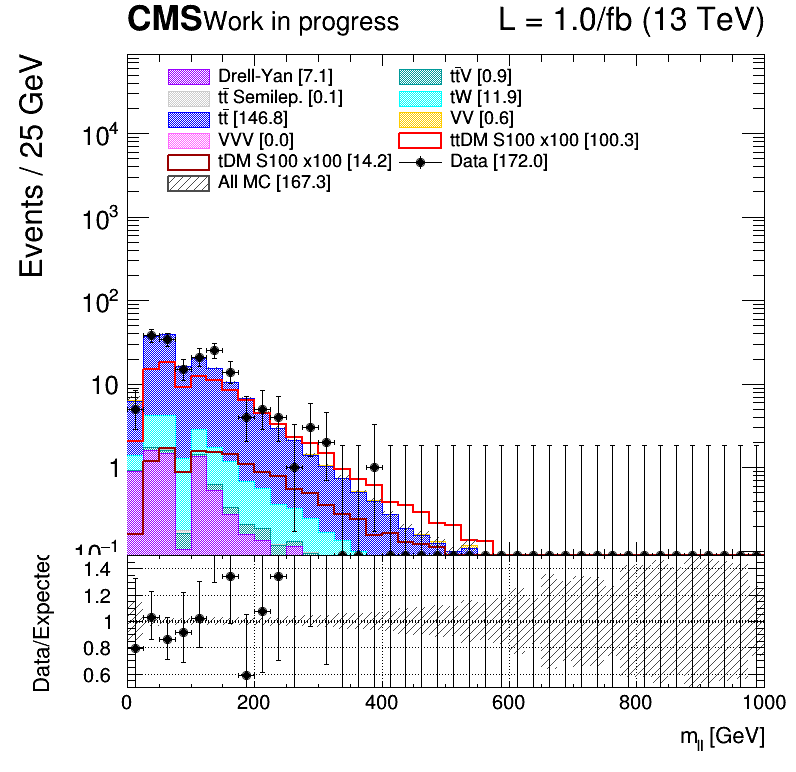 CMS Work in progress L = 1.0/fb (13 TeV)
Events / 25 GeV
Drell-Yan [7.1] tt̄V [0.9]
tt̄ Semilep. [0.1] tW [11.9]
tt̄ [146.8] VV [0.6]
VVV [0.0] ttDM S100 x100 [100.3]
tDM S100 x100 [14.2] Data [172.0]
All MC [167.3]
10⁴
10³
10²
10
1
10⁻¹
Data/Expected
1.4
1.2
1
0.8
0.6
0 200 400 600 800 1000
m_ll [GeV]